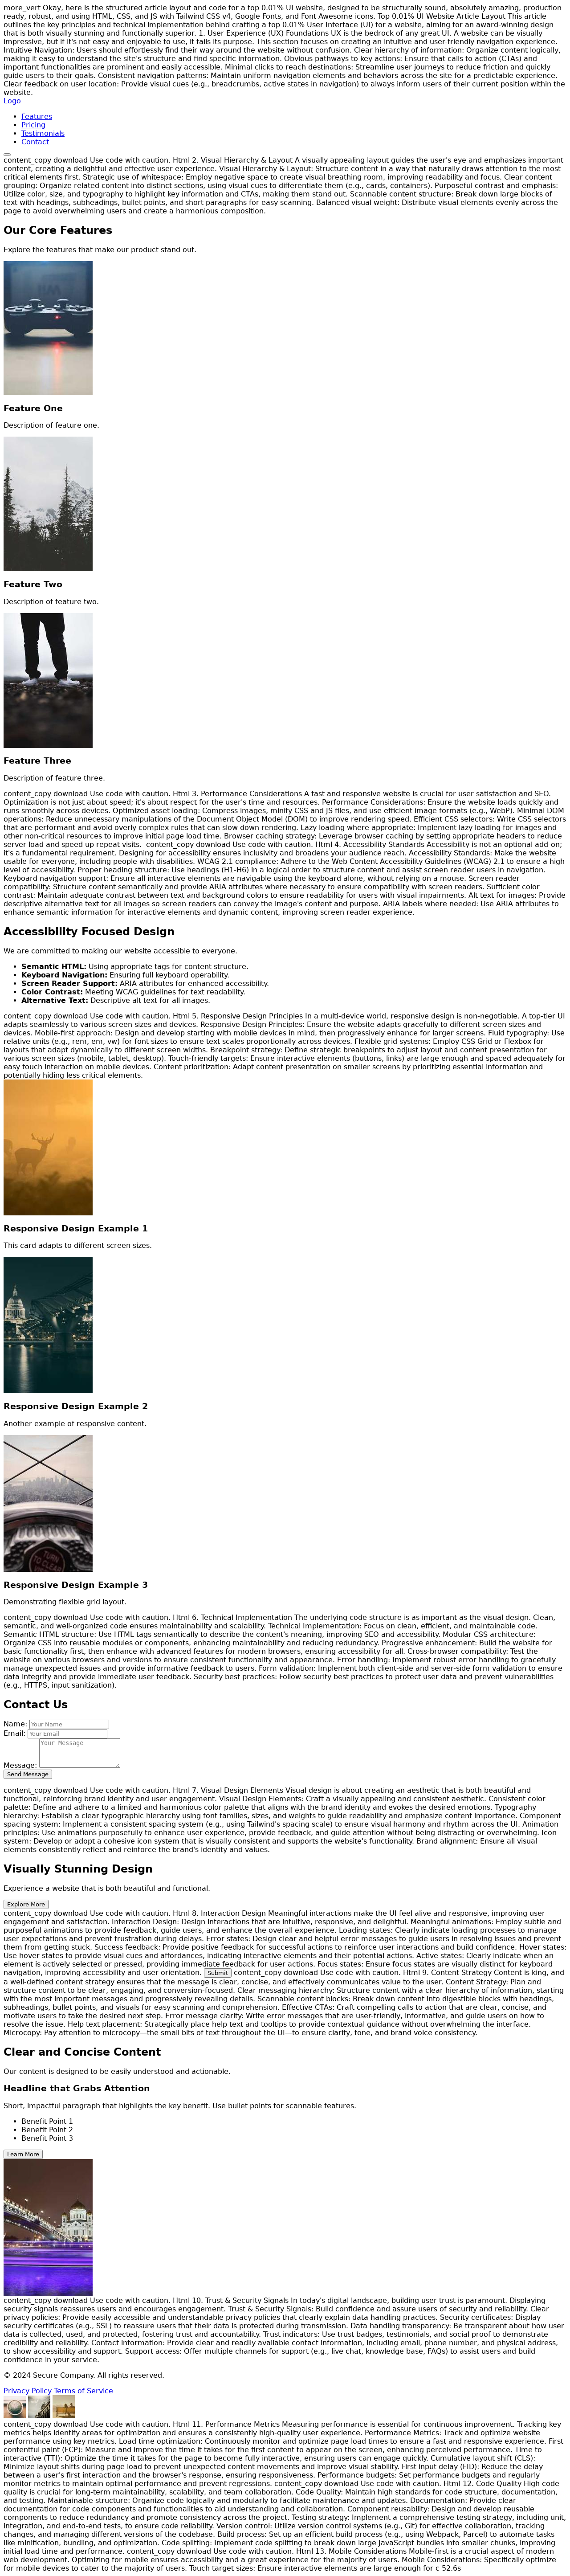 more_vert Okay, here is the structured article layout and code for a top 0.01% UI website, designed to be structurally sound, absolutely amazing, production
ready, robust, and using HTML, CSS, and JS with Tailwind CSS v4, Google Fonts, and Font Awesome icons. Top 0.01% UI Website Article Layout This article
outlines the key principles and technical implementation behind crafting a top 0.01% User Interface (UI) for a website, aiming for an award-winning design
that is both visually stunning and functionally superior. 1. User Experience (UX) Foundations UX is the bedrock of any great UI. A website can be visually
impressive, but if it's not easy and enjoyable to use, it fails its purpose. This section focuses on creating an intuitive and user-friendly navigation experience.
Intuitive Navigation: Users should effortlessly find their way around the website without confusion. Clear hierarchy of information: Organize content logically,
making it easy to understand the site's structure and find specific information. Obvious pathways to key actions: Ensure that calls to action (CTAs) and
important functionalities are prominent and easily accessible. Minimal clicks to reach destinations: Streamline user journeys to reduce friction and quickly
guide users to their goals. Consistent navigation patterns: Maintain uniform navigation elements and behaviors across the site for a predictable experience.
Clear feedback on user location: Provide visual cues (e.g., breadcrumbs, active states in navigation) to always inform users of their current position within the
website.
Logo
Features
Pricing
Testimonials
Contact
content_copy download Use code with caution. Html 2. Visual Hierarchy & Layout A visually appealing layout guides the user's eye and emphasizes important
content, creating a delightful and effective user experience. Visual Hierarchy & Layout: Structure content in a way that naturally draws attention to the most
critical elements first. Strategic use of whitespace: Employ negative space to create visual breathing room, improving readability and focus. Clear content
grouping: Organize related content into distinct sections, using visual cues to differentiate them (e.g., cards, containers). Purposeful contrast and emphasis:
Utilize color, size, and typography to highlight key information and CTAs, making them stand out. Scannable content structure: Break down large blocks of
text with headings, subheadings, bullet points, and short paragraphs for easy scanning. Balanced visual weight: Distribute visual elements evenly across the
page to avoid overwhelming users and create a harmonious composition.
Our Core Features
Explore the features that make our product stand out.
Feature One
Description of feature one.
Feature Two
Description of feature two.
Feature Three
Description of feature three.
content_copy download Use code with caution. Html 3. Performance Considerations A fast and responsive website is crucial for user satisfaction and SEO.
Optimization is not just about speed; it's about respect for the user's time and resources. Performance Considerations: Ensure the website loads quickly and
runs smoothly across devices. Optimized asset loading: Compress images, minify CSS and JS files, and use efficient image formats (e.g., WebP). Minimal DOM
operations: Reduce unnecessary manipulations of the Document Object Model (DOM) to improve rendering speed. Efficient CSS selectors: Write CSS selectors
that are performant and avoid overly complex rules that can slow down rendering. Lazy loading where appropriate: Implement lazy loading for images and
other non-critical resources to improve initial page load time. Browser caching strategy: Leverage browser caching by setting appropriate headers to reduce
server load and speed up repeat visits.  content_copy download Use code with caution. Html 4. Accessibility Standards Accessibility is not an optional add-on;
it's a fundamental requirement. Designing for accessibility ensures inclusivity and broadens your audience reach. Accessibility Standards: Make the website
usable for everyone, including people with disabilities. WCAG 2.1 compliance: Adhere to the Web Content Accessibility Guidelines (WCAG) 2.1 to ensure a high
level of accessibility. Proper heading structure: Use headings (H1-H6) in a logical order to structure content and assist screen reader users in navigation.
Keyboard navigation support: Ensure all interactive elements are navigable using the keyboard alone, without relying on a mouse. Screen reader
compatibility: Structure content semantically and provide ARIA attributes where necessary to ensure compatibility with screen readers. Sufficient color
contrast: Maintain adequate contrast between text and background colors to ensure readability for users with visual impairments. Alt text for images: Provide
descriptive alternative text for all images so screen readers can convey the image's content and purpose. ARIA labels where needed: Use ARIA attributes to
enhance semantic information for interactive elements and dynamic content, improving screen reader experience.
Accessibility Focused Design
We are committed to making our website accessible to everyone.
Semantic HTML: Using appropriate tags for content structure.
Keyboard Navigation: Ensuring full keyboard operability.
Screen Reader Support: ARIA attributes for enhanced accessibility.
Color Contrast: Meeting WCAG guidelines for text readability.
Alternative Text: Descriptive alt text for all images.
content_copy download Use code with caution. Html 5. Responsive Design Principles In a multi-device world, responsive design is non-negotiable. A top-tier UI
adapts seamlessly to various screen sizes and devices. Responsive Design Principles: Ensure the website adapts gracefully to different screen sizes and
devices. Mobile-first approach: Design and develop starting with mobile devices in mind, then progressively enhance for larger screens. Fluid typography: Use
relative units (e.g., rem, em, vw) for font sizes to ensure text scales proportionally across devices. Flexible grid systems: Employ CSS Grid or Flexbox for
layouts that adapt dynamically to different screen widths. Breakpoint strategy: Define strategic breakpoints to adjust layout and content presentation for
various screen sizes (mobile, tablet, desktop). Touch-friendly targets: Ensure interactive elements (buttons, links) are large enough and spaced adequately for
easy touch interaction on mobile devices. Content prioritization: Adapt content presentation on smaller screens by prioritizing essential information and
potentially hiding less critical elements.
Responsive Design Example 1
This card adapts to different screen sizes.
Responsive Design Example 2
Another example of responsive content.
Responsive Design Example 3
Demonstrating flexible grid layout.
content_copy download Use code with caution. Html 6. Technical Implementation The underlying code structure is as important as the visual design. Clean,
semantic, and well-organized code ensures maintainability and scalability. Technical Implementation: Focus on clean, efficient, and maintainable code.
Semantic HTML structure: Use HTML tags semantically to describe the content's meaning, improving SEO and accessibility. Modular CSS architecture:
Organize CSS into reusable modules or components, enhancing maintainability and reducing redundancy. Progressive enhancement: Build the website for
basic functionality first, then enhance with advanced features for modern browsers, ensuring accessibility for all. Cross-browser compatibility: Test the
website on various browsers and versions to ensure consistent functionality and appearance. Error handling: Implement robust error handling to gracefully
manage unexpected issues and provide informative feedback to users. Form validation: Implement both client-side and server-side form validation to ensure
data integrity and provide immediate user feedback. Security best practices: Follow security best practices to protect user data and prevent vulnerabilities
(e.g., HTTPS, input sanitization).
Contact Us
Name: Your Name
Email: Your Email
Message: Your Message
Send Message
content_copy download Use code with caution. Html 7. Visual Design Elements Visual design is about creating an aesthetic that is both beautiful and
functional, reinforcing brand identity and user engagement. Visual Design Elements: Craft a visually appealing and consistent aesthetic. Consistent color
palette: Define and adhere to a limited and harmonious color palette that aligns with the brand identity and evokes the desired emotions. Typography
hierarchy: Establish a clear typographic hierarchy using font families, sizes, and weights to guide readability and emphasize content importance. Component
spacing system: Implement a consistent spacing system (e.g., using Tailwind's spacing scale) to ensure visual harmony and rhythm across the UI. Animation
principles: Use animations purposefully to enhance user experience, provide feedback, and guide attention without being distracting or overwhelming. Icon
system: Develop or adopt a cohesive icon system that is visually consistent and supports the website's functionality. Brand alignment: Ensure all visual
elements consistently reflect and reinforce the brand's identity and values.
Visually Stunning Design
Experience a website that is both beautiful and functional.
Explore More
content_copy download Use code with caution. Html 8. Interaction Design Meaningful interactions make the UI feel alive and responsive, improving user
engagement and satisfaction. Interaction Design: Design interactions that are intuitive, responsive, and delightful. Meaningful animations: Employ subtle and
purposeful animations to provide feedback, guide users, and enhance the overall experience. Loading states: Clearly indicate loading processes to manage
user expectations and prevent frustration during delays. Error states: Design clear and helpful error messages to guide users in resolving issues and prevent
them from getting stuck. Success feedback: Provide positive feedback for successful actions to reinforce user interactions and build confidence. Hover states:
Use hover states to provide visual cues and affordances, indicating interactive elements and their potential actions. Active states: Clearly indicate when an
element is actively selected or pressed, providing immediate feedback for user actions. Focus states: Ensure focus states are visually distinct for keyboard
navigation, improving accessibility and user orientation. Submit content_copy download Use code with caution. Html 9. Content Strategy Content is king, and
a well-defined content strategy ensures that the message is clear, concise, and effectively communicates value to the user. Content Strategy: Plan and
structure content to be clear, engaging, and conversion-focused. Clear messaging hierarchy: Structure content with a clear hierarchy of information, starting
with the most important messages and progressively revealing details. Scannable content blocks: Break down content into digestible blocks with headings,
subheadings, bullet points, and visuals for easy scanning and comprehension. Effective CTAs: Craft compelling calls to action that are clear, concise, and
motivate users to take the desired next step. Error message clarity: Write error messages that are user-friendly, informative, and guide users on how to
resolve the issue. Help text placement: Strategically place help text and tooltips to provide contextual guidance without overwhelming the interface.
Microcopy: Pay attention to microcopy—the small bits of text throughout the UI—to ensure clarity, tone, and brand voice consistency.
Clear and Concise Content
Our content is designed to be easily understood and actionable.
Headline that Grabs Attention
Short, impactful paragraph that highlights the key benefit. Use bullet points for scannable features.
Benefit Point 1
Benefit Point 2
Benefit Point 3
Learn More
content_copy download Use code with caution. Html 10. Trust & Security Signals In today's digital landscape, building user trust is paramount. Displaying
security signals reassures users and encourages engagement. Trust & Security Signals: Build confidence and assure users of security and reliability. Clear
privacy policies: Provide easily accessible and understandable privacy policies that clearly explain data handling practices. Security certificates: Display
security certificates (e.g., SSL) to reassure users that their data is protected during transmission. Data handling transparency: Be transparent about how user
data is collected, used, and protected, fostering trust and accountability. Trust indicators: Use trust badges, testimonials, and social proof to demonstrate
credibility and reliability. Contact information: Provide clear and readily available contact information, including email, phone number, and physical address,
to show accessibility and support. Support access: Offer multiple channels for support (e.g., live chat, knowledge base, FAQs) to assist users and build
confidence in your service.
© 2024 Secure Company. All rights reserved.
Privacy Policy Terms of Service
content_copy download Use code with caution. Html 11. Performance Metrics Measuring performance is essential for continuous improvement. Tracking key
metrics helps identify areas for optimization and ensures a consistently high-quality user experience. Performance Metrics: Track and optimize website
performance using key metrics. Load time optimization: Continuously monitor and optimize page load times to ensure a fast and responsive experience. First
contentful paint (FCP): Measure and improve the time it takes for the first content to appear on the screen, enhancing perceived performance. Time to
interactive (TTI): Optimize the time it takes for the page to become fully interactive, ensuring users can engage quickly. Cumulative layout shift (CLS):
Minimize layout shifts during page load to prevent unexpected content movements and improve visual stability. First input delay (FID): Reduce the delay
between a user's first interaction and the browser's response, ensuring responsiveness. Performance budgets: Set performance budgets and regularly
monitor metrics to maintain optimal performance and prevent regressions. content_copy download Use code with caution. Html 12. Code Quality High code
quality is crucial for long-term maintainability, scalability, and team collaboration. Code Quality: Maintain high standards for code structure, documentation,
and testing. Maintainable structure: Organize code logically and modularly to facilitate maintenance and updates. Documentation: Provide clear
documentation for code components and functionalities to aid understanding and collaboration. Component reusability: Design and develop reusable
components to reduce redundancy and promote consistency across the project. Testing strategy: Implement a comprehensive testing strategy, including unit,
integration, and end-to-end tests, to ensure code reliability. Version control: Utilize version control systems (e.g., Git) for effective collaboration, tracking
changes, and managing different versions of the codebase. Build process: Set up an efficient build process (e.g., using Webpack, Parcel) to automate tasks
like minification, bundling, and optimization. Code splitting: Implement code splitting to break down large JavaScript bundles into smaller chunks, improving
initial load time and performance. content_copy download Use code with caution. Html 13. Mobile Considerations Mobile-first is a crucial aspect of modern
web development. Optimizing for mobile ensures accessibility and a great experience for the majority of users. Mobile Considerations: Specifically optimize
for mobile devices to cater to the majority of users. Touch target sizes: Ensure interactive elements are large enough for c 52.6s